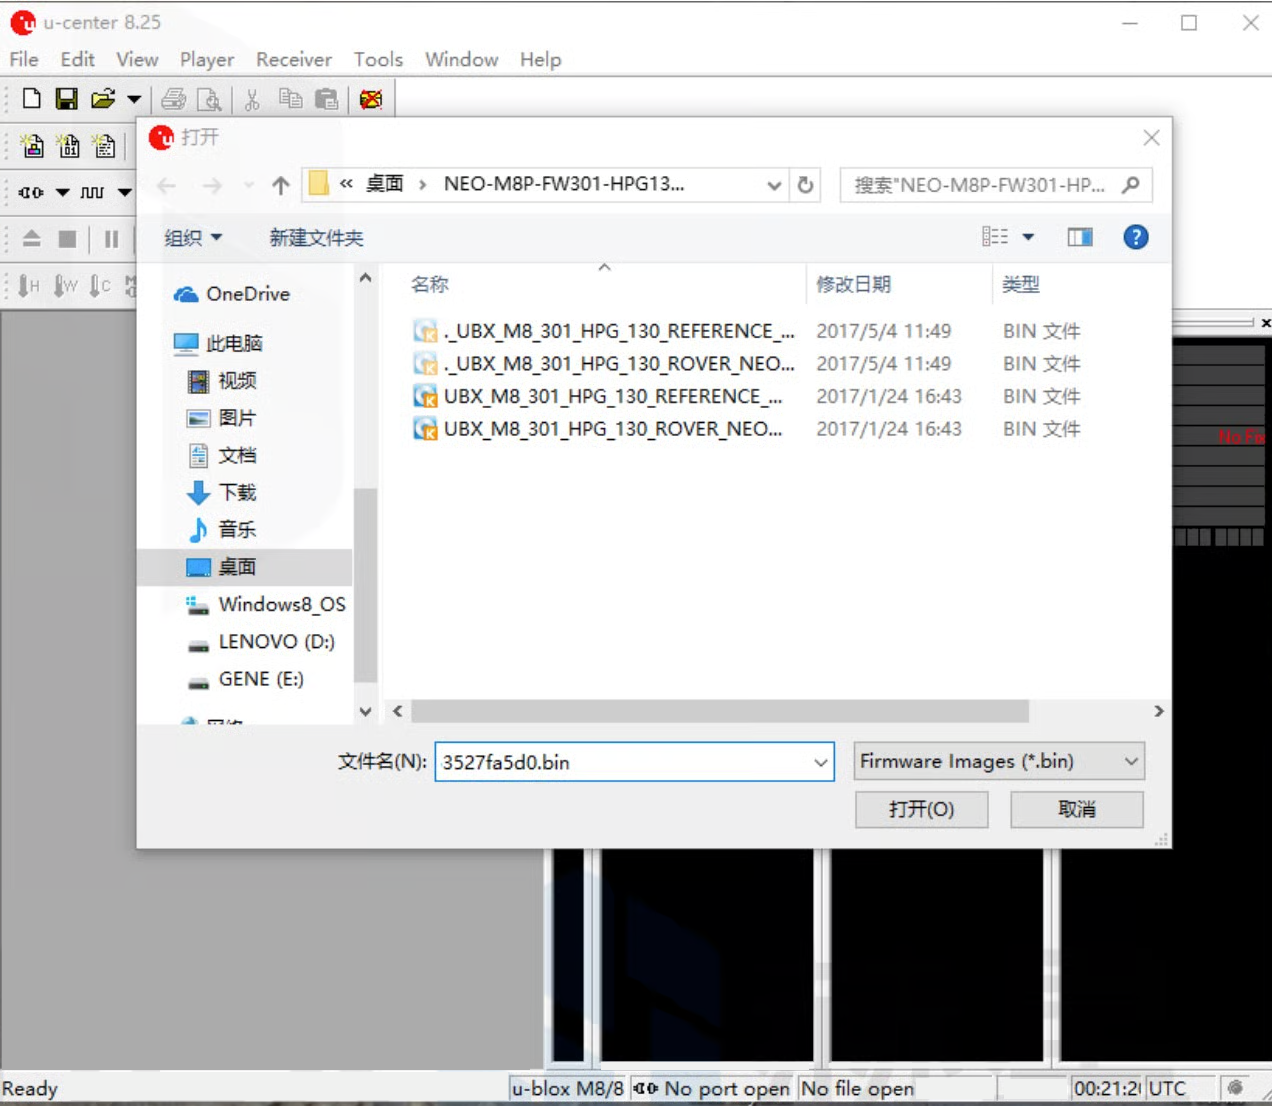 u-center 8.25
File Edit View Player Receiver Tools Window Help
打开
« 桌面 › NEO-M8P-FW301-HPG13...
搜索"NEO-M8P-FW301-HP...
组织 新建文件夹
名称 修改日期 类型
OneDrive
此电脑
视频
图片
文档
下载
音乐
桌面
Windows8_OS
LENOVO (D:)
GENE (E:)
._UBX_M8_301_HPG_130_REFERENCE_... 2017/5/4 11:49 BIN 文件
._UBX_M8_301_HPG_130_ROVER_NEO... 2017/5/4 11:49 BIN 文件
UBX_M8_301_HPG_130_REFERENCE_... 2017/1/24 16:43 BIN 文件
UBX_M8_301_HPG_130_ROVER_NEO... 2017/1/24 16:43 BIN 文件
文件名(N): 3527fa5d0.bin Firmware Images (*.bin)
打开(O) 取消
Ready u-blox M8/8 No port open No file open 00:21:2 UTC